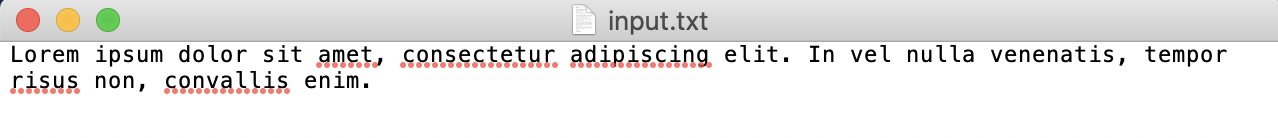 input.txt
Lorem ipsum dolor sit amet, consectetur adipiscing elit. In vel nulla venenatis, tempor
risus non, convallis enim.